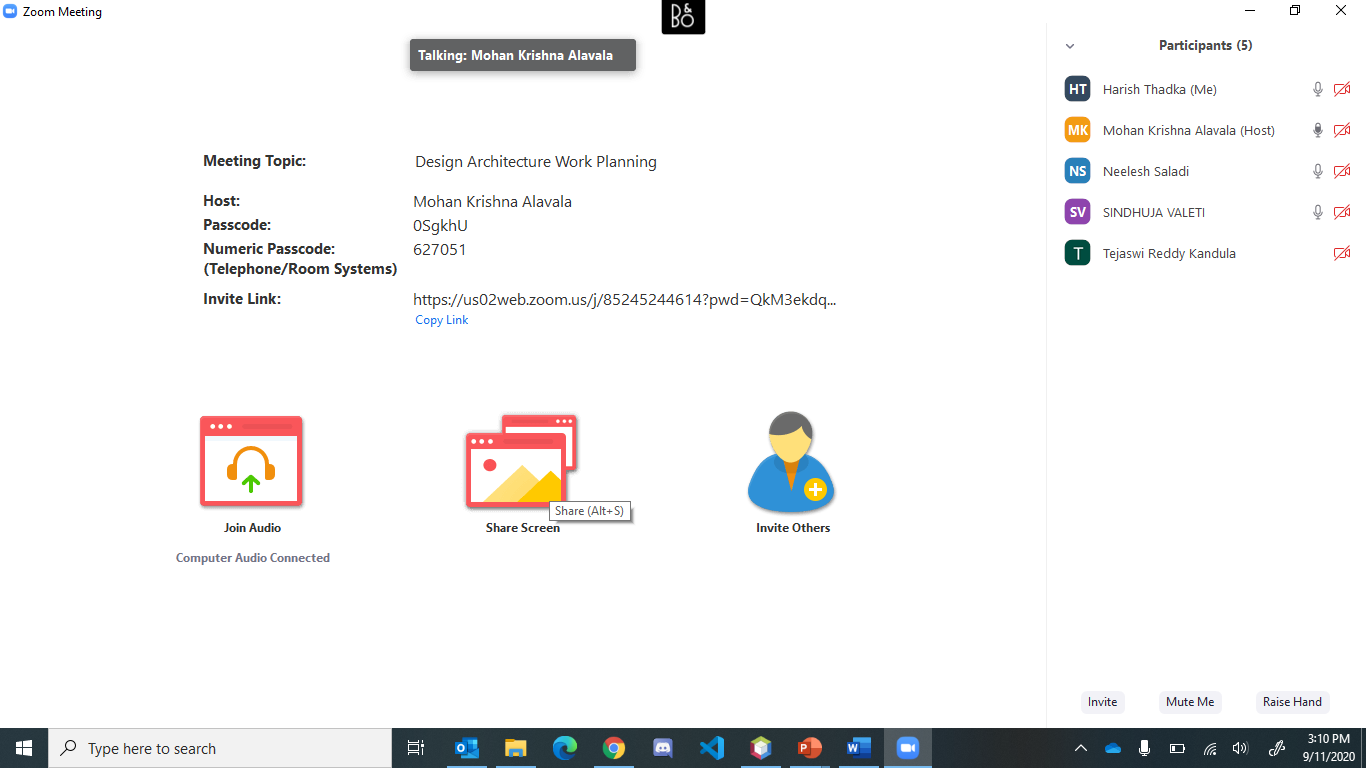 Zoom Meeting
B&O
Talking: Mohan Krishna Alavala
Meeting Topic: Design Architecture Work Planning
Host: Mohan Krishna Alavala
Passcode: 0SgkhU
Numeric Passcode: 627051
(Telephone/Room Systems)
Invite Link: https://us02web.zoom.us/j/85245244614?pwd=QkM3ekdq...
Copy Link
Share (Alt+S)
Join Audio
Share Screen
Invite Others
Computer Audio Connected
Participants (5)
HT Harish Thadka (Me)
MK Mohan Krishna Alavala (Host)
NS Neelesh Saladi
SV SINDHUJA VALETI
T Tejaswi Reddy Kandula
Invite Mute Me Raise Hand
Type here to search
3:10 PM
9/11/2020